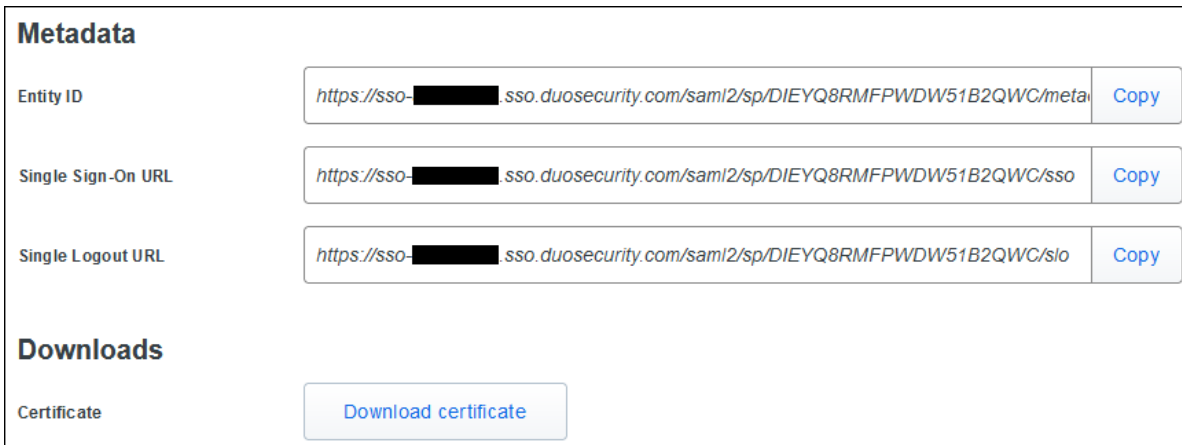 Metadata
Entity ID https://sso- .sso.duosecurity.com/saml2/sp/DIEYQ8RMFPWDW51B2QWC/meta Copy
Single Sign-On URL https://sso- .sso.duosecurity.com/saml2/sp/DIEYQ8RMFPWDW51B2QWC/sso Copy
Single Logout URL https://sso- .sso.duosecurity.com/saml2/sp/DIEYQ8RMFPWDW51B2QWC/slo Copy
Downloads
Certificate Download certificate